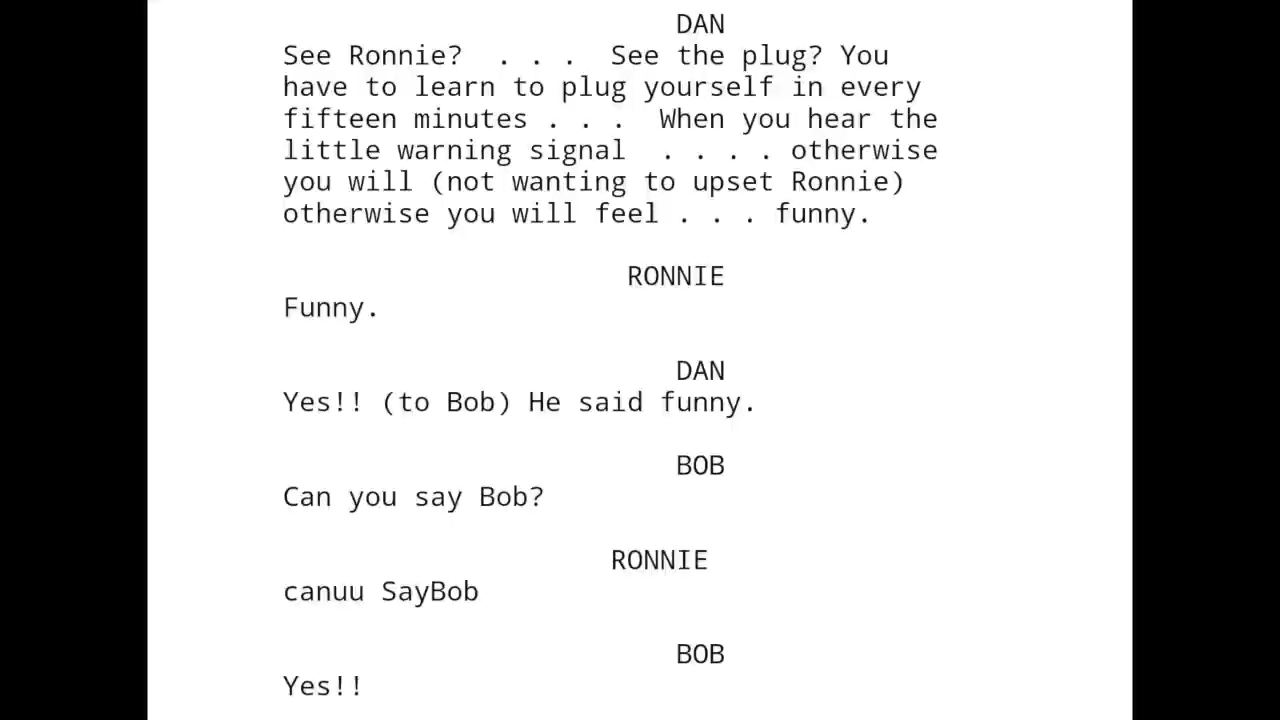 DAN
See Ronnie?  . . .  See the plug? You
have to learn to plug yourself in every
fifteen minutes . . .  When you hear the
little warning signal  . . . . otherwise
you will (not wanting to upset Ronnie)
otherwise you will feel . . . funny.
RONNIE
Funny.
DAN
Yes!! (to Bob) He said funny.
BOB
Can you say Bob?
RONNIE
canuu SayBob
BOB
Yes!!